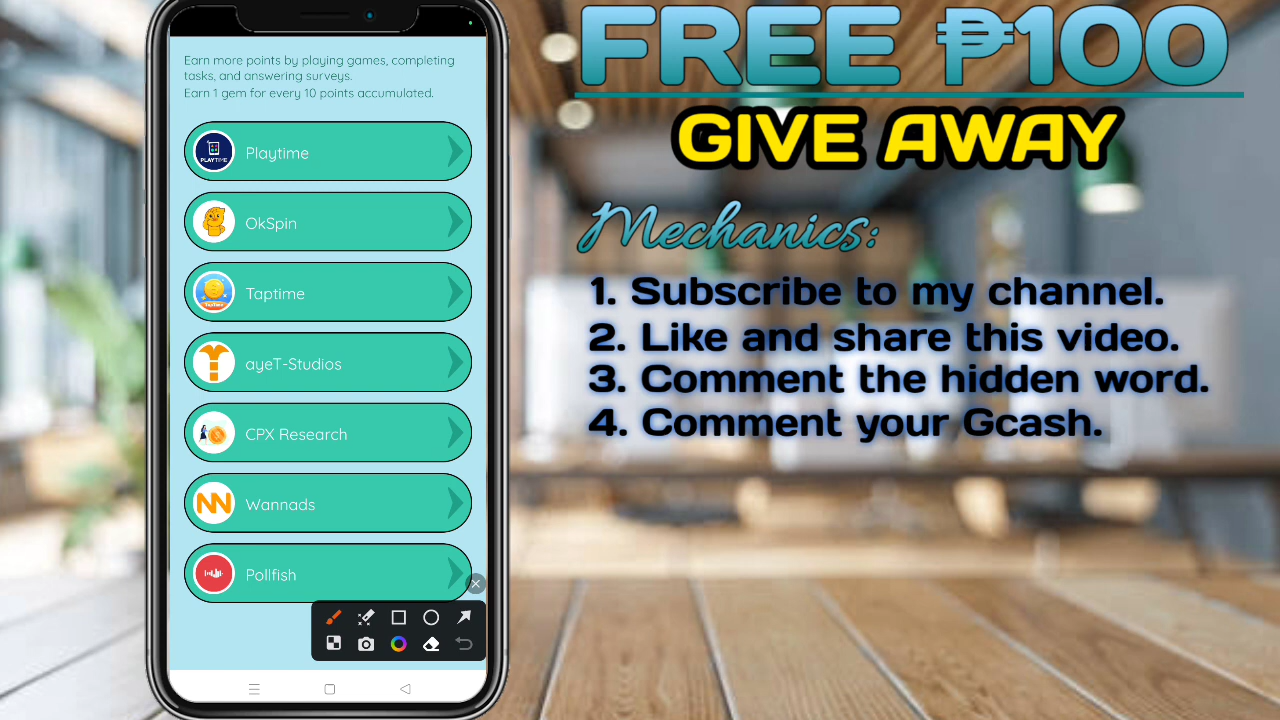 Earn more points by playing games, completing
tasks, and answering surveys.
Earn 1 gem for every 10 points accumulated.
PLAYTIME
Playtime
OkSpin
Taptime
ayeT-Studios
CPX Research
NN
Wannads
Pollfish
FREE ₱100
GIVE AWAY
Mechanics:
1. Subscribe to my channel.
2. Like and share this video.
3. Comment the hidden word.
4. Comment your Gcash.